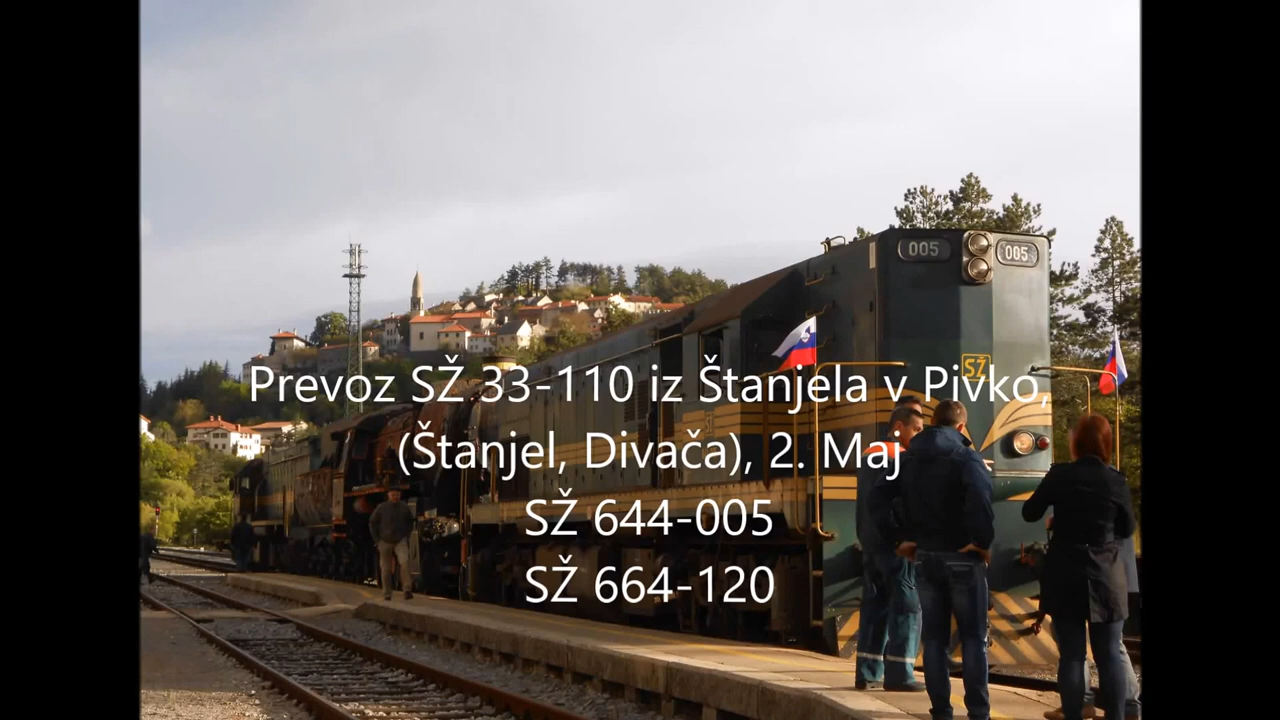 005
005
SŽ
Prevoz SŽ 33-110 iz Štanjela v Pivko,
(Štanjel, Divača), 2. Maj
SŽ 644-005
SŽ 664-120